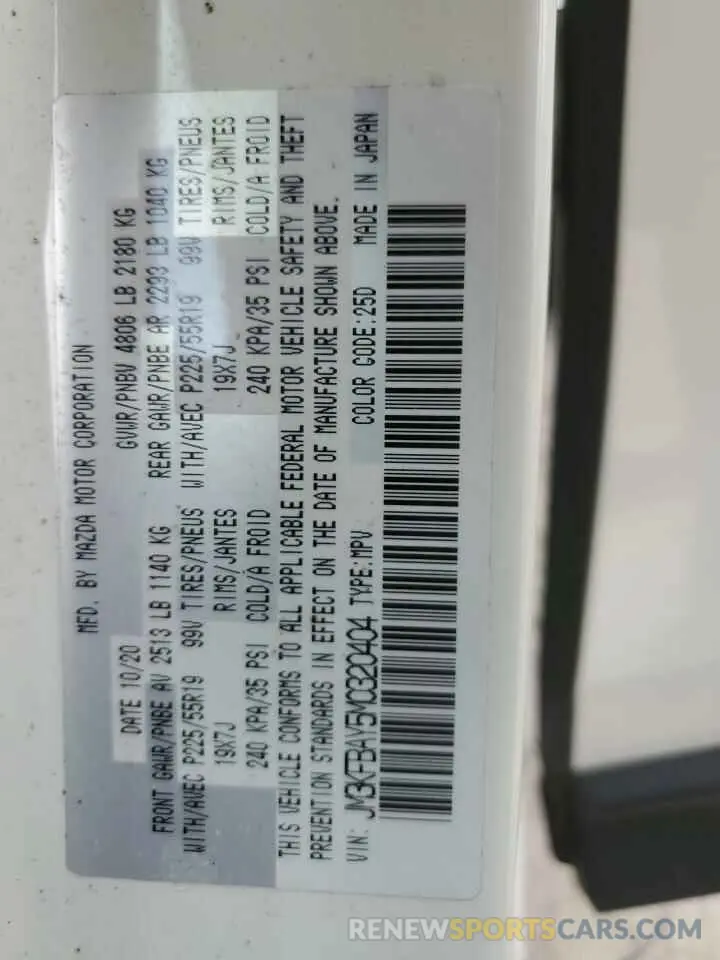 MFD. BY MAZDA MOTOR CORPORATION
DATE 10/20 GVWR/PNBV 4806 LB 2180 KG
FRONT GAWR/PNBE AV 2513 LB 1140 KG REAR GAWR/PNBE AR 2293 LB 1040 KG
WITH/AVEC P225/55R19 99V TIRES/PNEUS WITH/AVEC P225/55R19 99V TIRES/PNEUS
19X7J RIMS/JANTES 19X7J RIMS/JANTES
240 KPA/35 PSI COLD/A FROID 240 KPA/35 PSI COLD/A FROID
THIS VEHICLE CONFORMS TO ALL APPLICABLE FEDERAL MOTOR VEHICLE SAFETY AND THEFT
PREVENTION STANDARDS IN EFFECT ON THE DATE OF MANUFACTURE SHOWN ABOVE.
VIN: JM3KFBAY5M0320404 TYPE:MPV COLOR CODE:25D MADE IN JAPAN
RENEWSPORTSCARS.COM